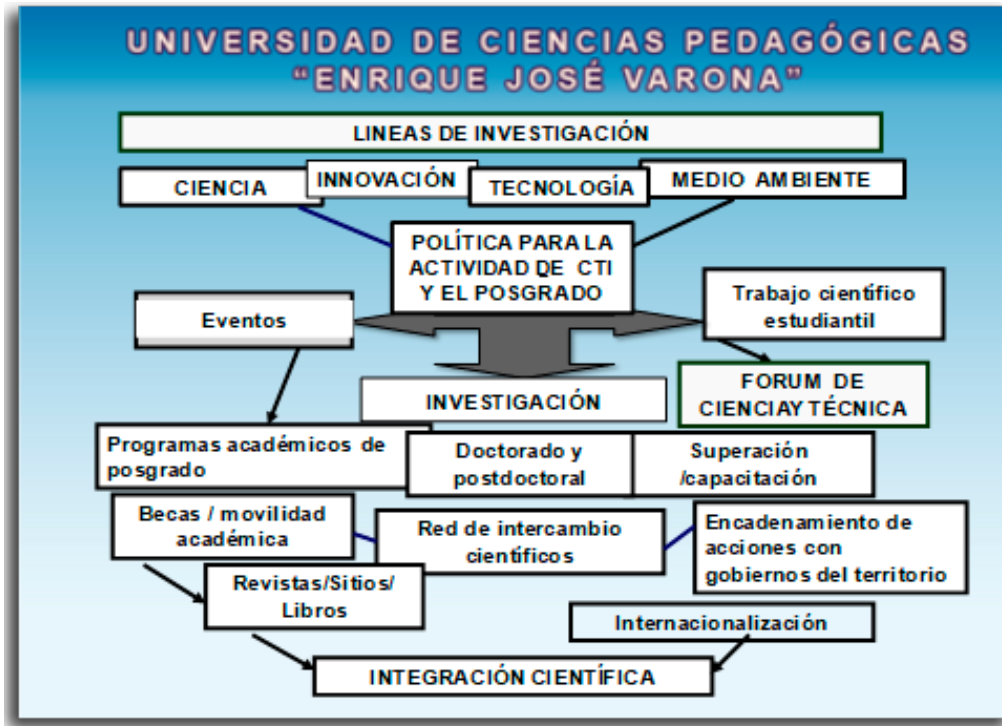 UNIVERSIDAD DE CIENCIAS PEDAGÓGICAS
“ENRIQUE JOSÉ VARONA”
LINEAS DE INVESTIGACIÓN
CIENCIA
INNOVACIÓN
TECNOLOGÍA
MEDIO AMBIENTE
POLÍTICA PARA LA
ACTIVIDAD DE CTI
Y EL POSGRADO
Eventos
Trabajo científico
estudiantil
INVESTIGACIÓN
FORUM DE
CIENCIAY TÉCNICA
Programas académicos de
posgrado
Doctorado y
postdoctoral
Superación
/capacitación
Becas / movilidad
académica
Red de intercambio
científicos
Encadenamiento de
acciones con
gobiernos del territorio
Revistas/Sitios/
Libros
Internacionalización
INTEGRACIÓN CIENTÍFICA